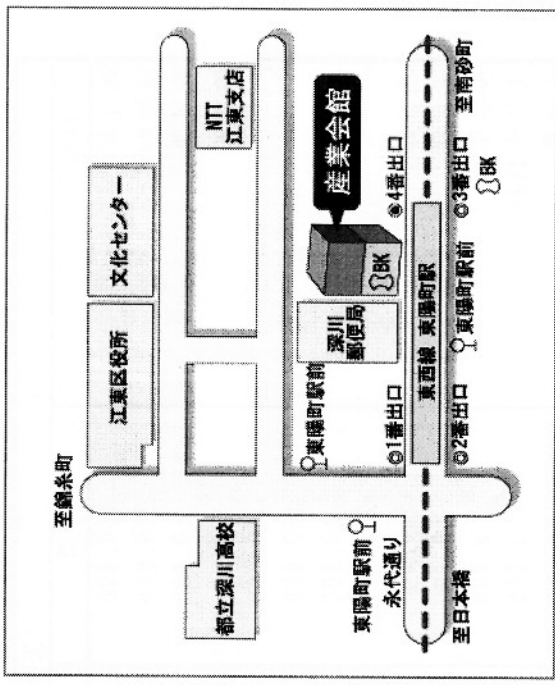 至錦糸町
江東区役所
文化センター
都立深川高校
NTT
江東支店
東陽町駅前
深川
郵便局
産業会館
BK
東陽町駅前
永代通り
◎1番出口
◉4番出口
至日本橋
東西線 東陽町駅
至南砂町
◎2番出口
東陽町駅前
◎3番出口
BK